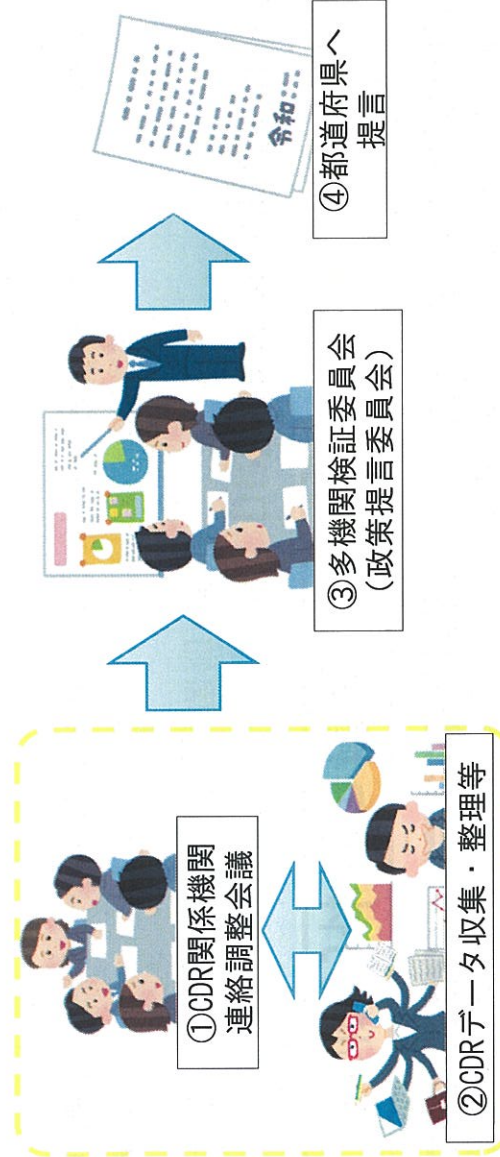 ①CDR関係機関
連絡調整会議
②CDRデータ収集・整理等
③多機関検証委員会
(政策提言委員会)
令和
④都道府県へ
提言